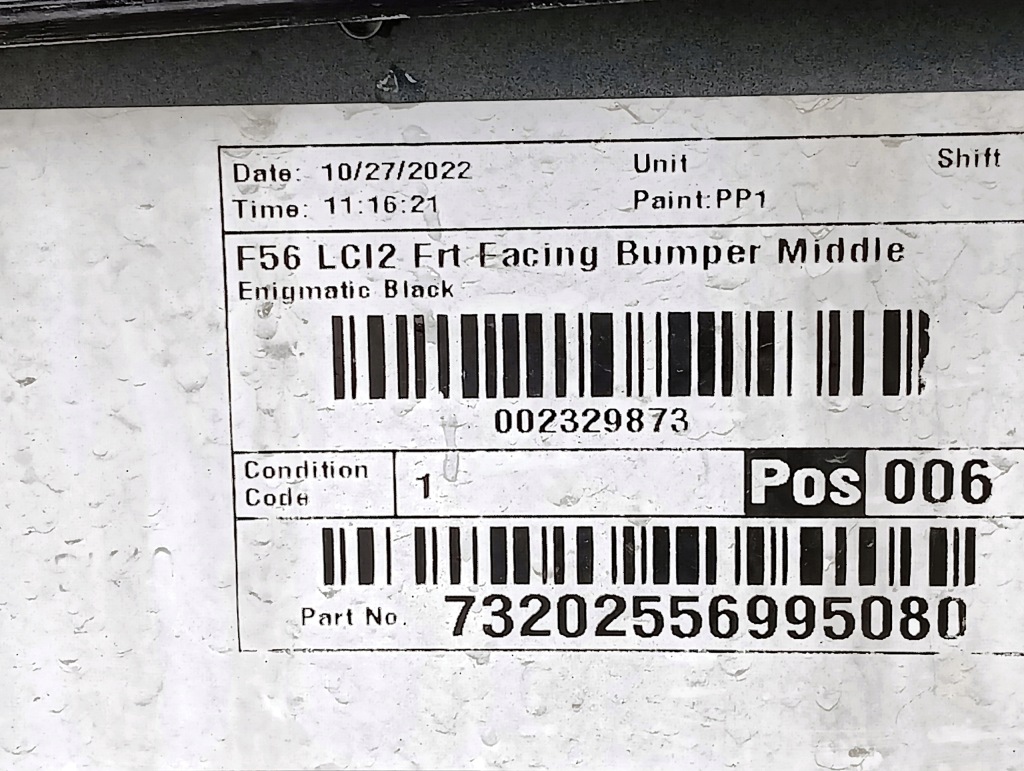 Date: 10/27/2022 Unit Shift
Time: 11:16:21 Paint:PP1
F56 LCI2 Frt Facing Bumper Middle
Enigmatic Black
002329873
Condition Code 1 Pos 006
Part No. 73202556995080